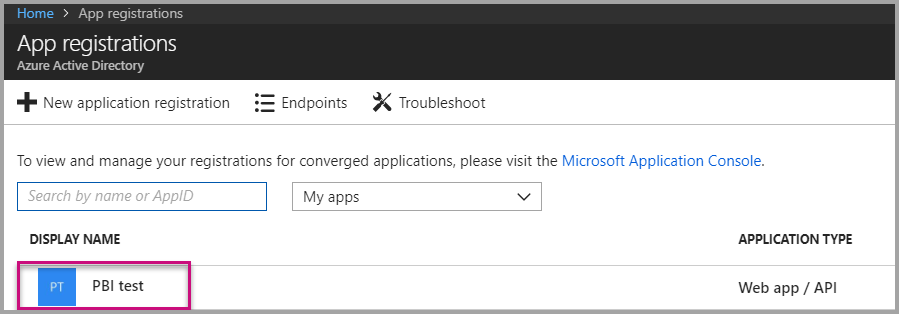 Home > App registrations
App registrations
Azure Active Directory
New application registration Endpoints Troubleshoot
To view and manage your registrations for converged applications, please visit the Microsoft Application Console.
Search by name or AppID My apps
DISPLAY NAME APPLICATION TYPE
PT PBI test Web app / API